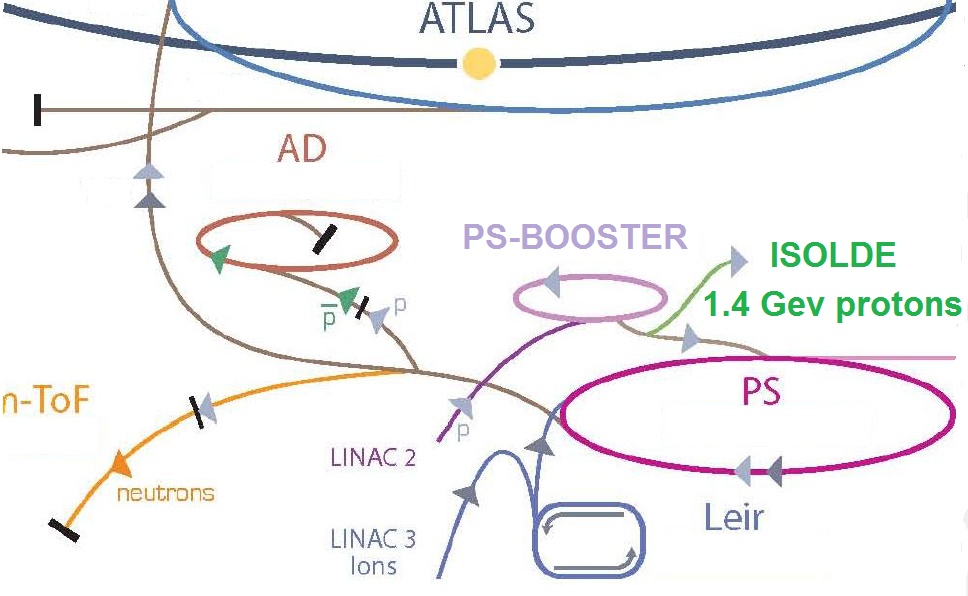 ATLAS
AD
PS-BOOSTER
ISOLDE
1.4 Gev protons
p̅
p
PS
n-ToF
p
LINAC 2
neutrons
Leir
LINAC 3
Ions